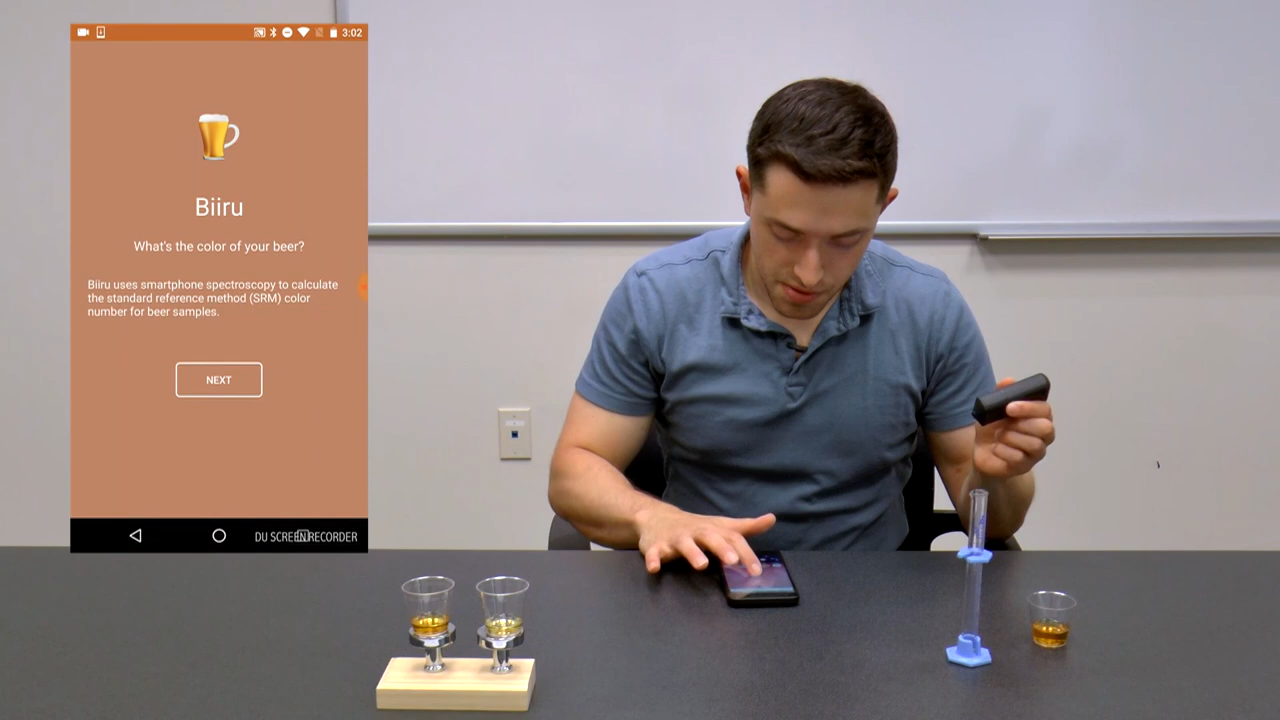 3:02
Biiru
What's the color of your beer?
Biiru uses smartphone spectroscopy to calculate
the standard reference method (SRM) color
number for beer samples.
NEXT
DU SCREEN RECORDER